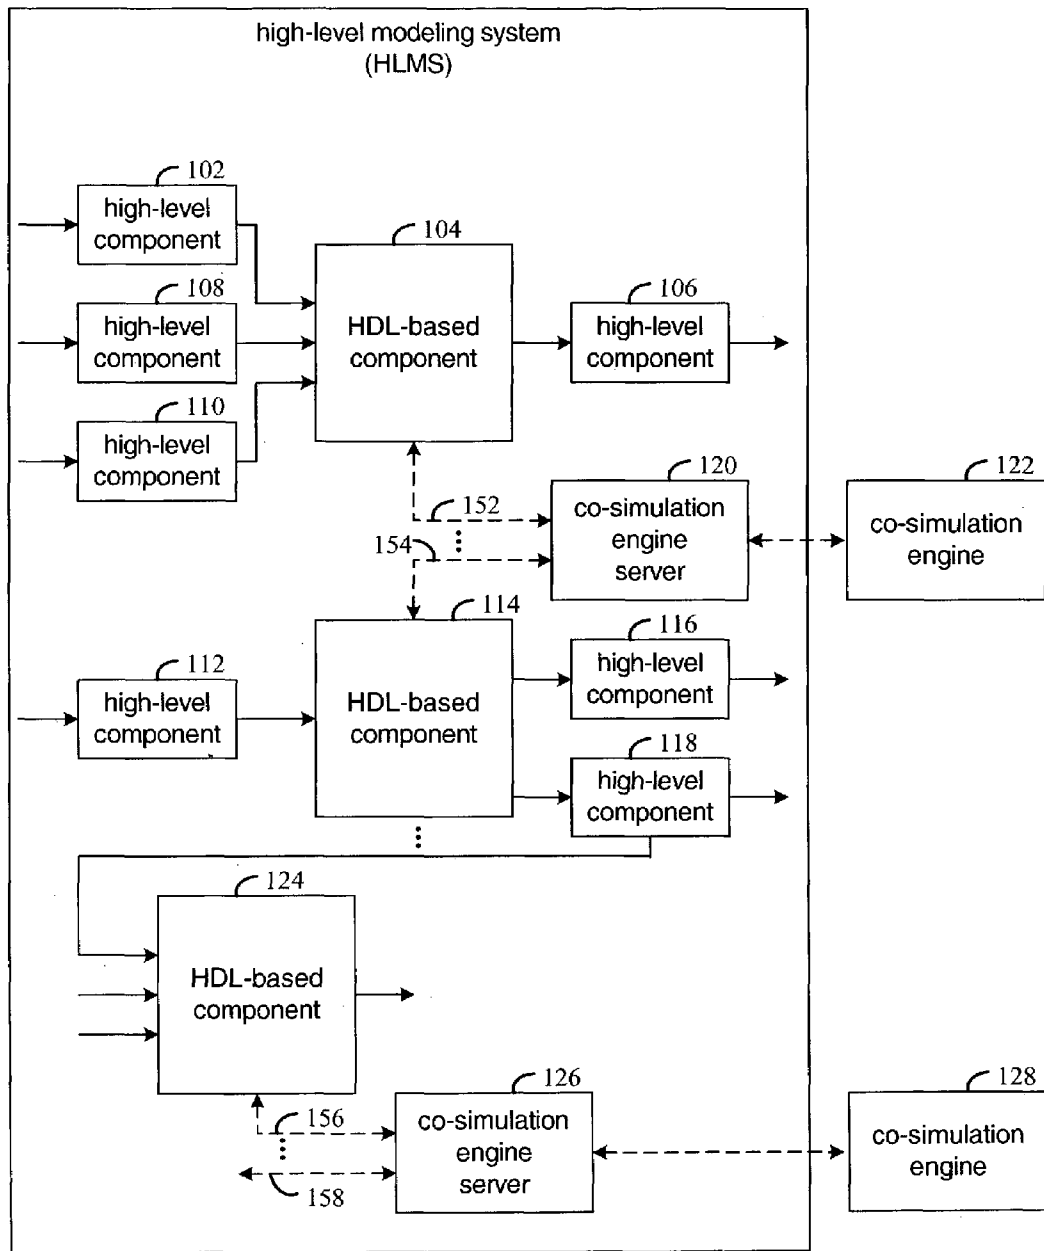 high-level modeling system
(HLMS)
102
high-level
component
104
HDL-based
component
106
high-level
component
108
high-level
component
110
high-level
component
152
154
120
co-simulation
engine
server
122
co-simulation
engine
112
high-level
component
114
HDL-based
component
116
high-level
component
118
high-level
component
124
HDL-based
component
156
158
126
co-simulation
engine
server
128
co-simulation
engine